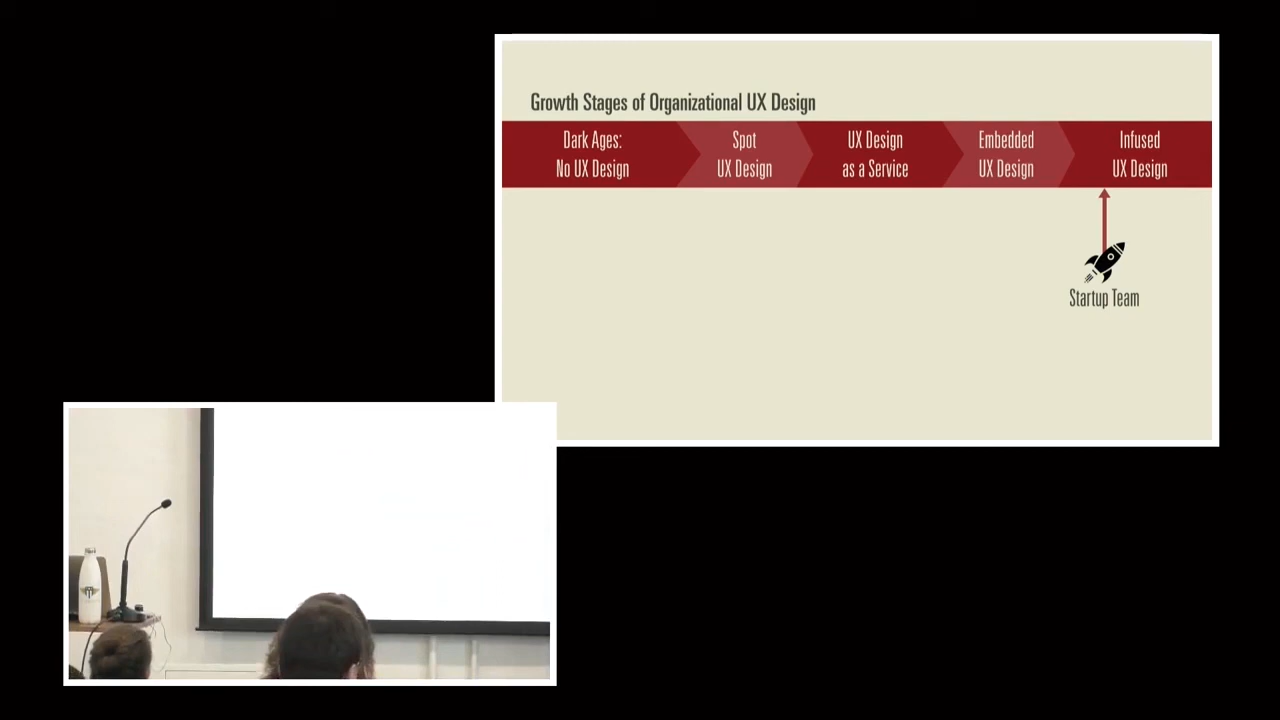 Growth Stages of Organizational UX Design
Dark Ages:
No UX Design
Spot
UX Design
UX Design
as a Service
Embedded
UX Design
Infused
UX Design
Startup Team